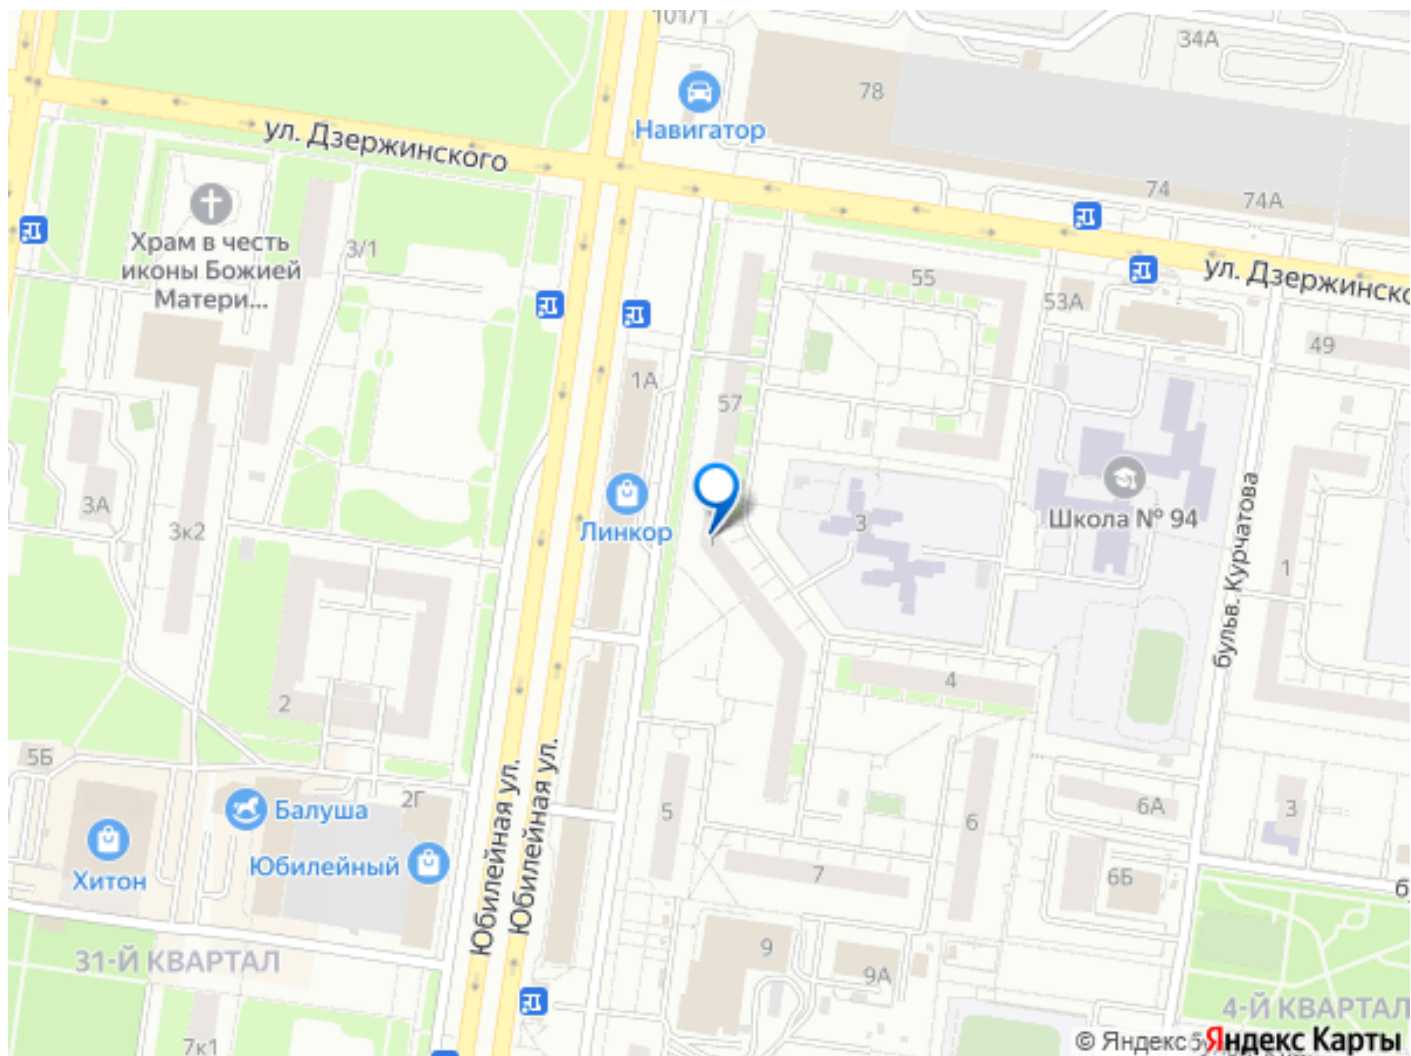 101/1
34А
78
Навигатор
ул. Дзержинского
74
74А
Храм в честь
иконы Божией
Матери...
3/1
55
53А
ул. Дзержинско
49
1А
57
3А
3к2
Линкор
3
Школа № 94
бульв. Курчатова
1
1
2
4
5Б
2Г
Балуша
Юбилейный
Хитон
Юбилейная ул.
Юбилейная ул.
5
6
6А
3
7
6Б
б
31-Й КВАРТАЛ
9
9А
4-Й КВАРТАЛ
7к1
© Яндекс
Яндекс Карты